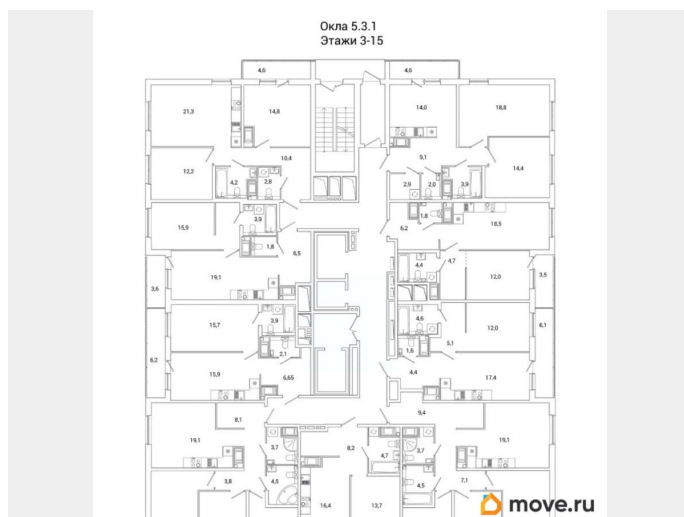 Окла 5.3.1
Этажи 3-15
4,6 4,6
21,3 14,8 14,0 18,8
12,2 10,4 9,1 14,4
4,2 2,8 2,9 2,0 3,9
15,9 3,9 1,8 18,5
1,8 6,5 6,2
19,1 4,4 4,7 12,0 3,5
3,6
15,7 3,9 4,6 12,0 6,1
6,2 2,1 1,6 5,1
15,9 6,65 4,4 17,4
8,1 9,4
19,1 3,7 8,2 4,7 3,7 19,1
3,8 4,5 4,5 7,1
16,4 13,7
move.ru